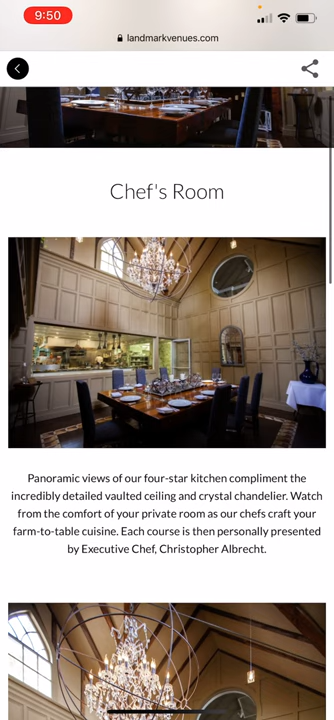 9:50
landmarkvenues.com
Chef's Room
Panoramic views of our four-star kitchen compliment the
incredibly detailed vaulted ceiling and crystal chandelier. Watch
from the comfort of your private room as our chefs craft your
farm-to-table cuisine. Each course is then personally presented
by Executive Chef, Christopher Albrecht.